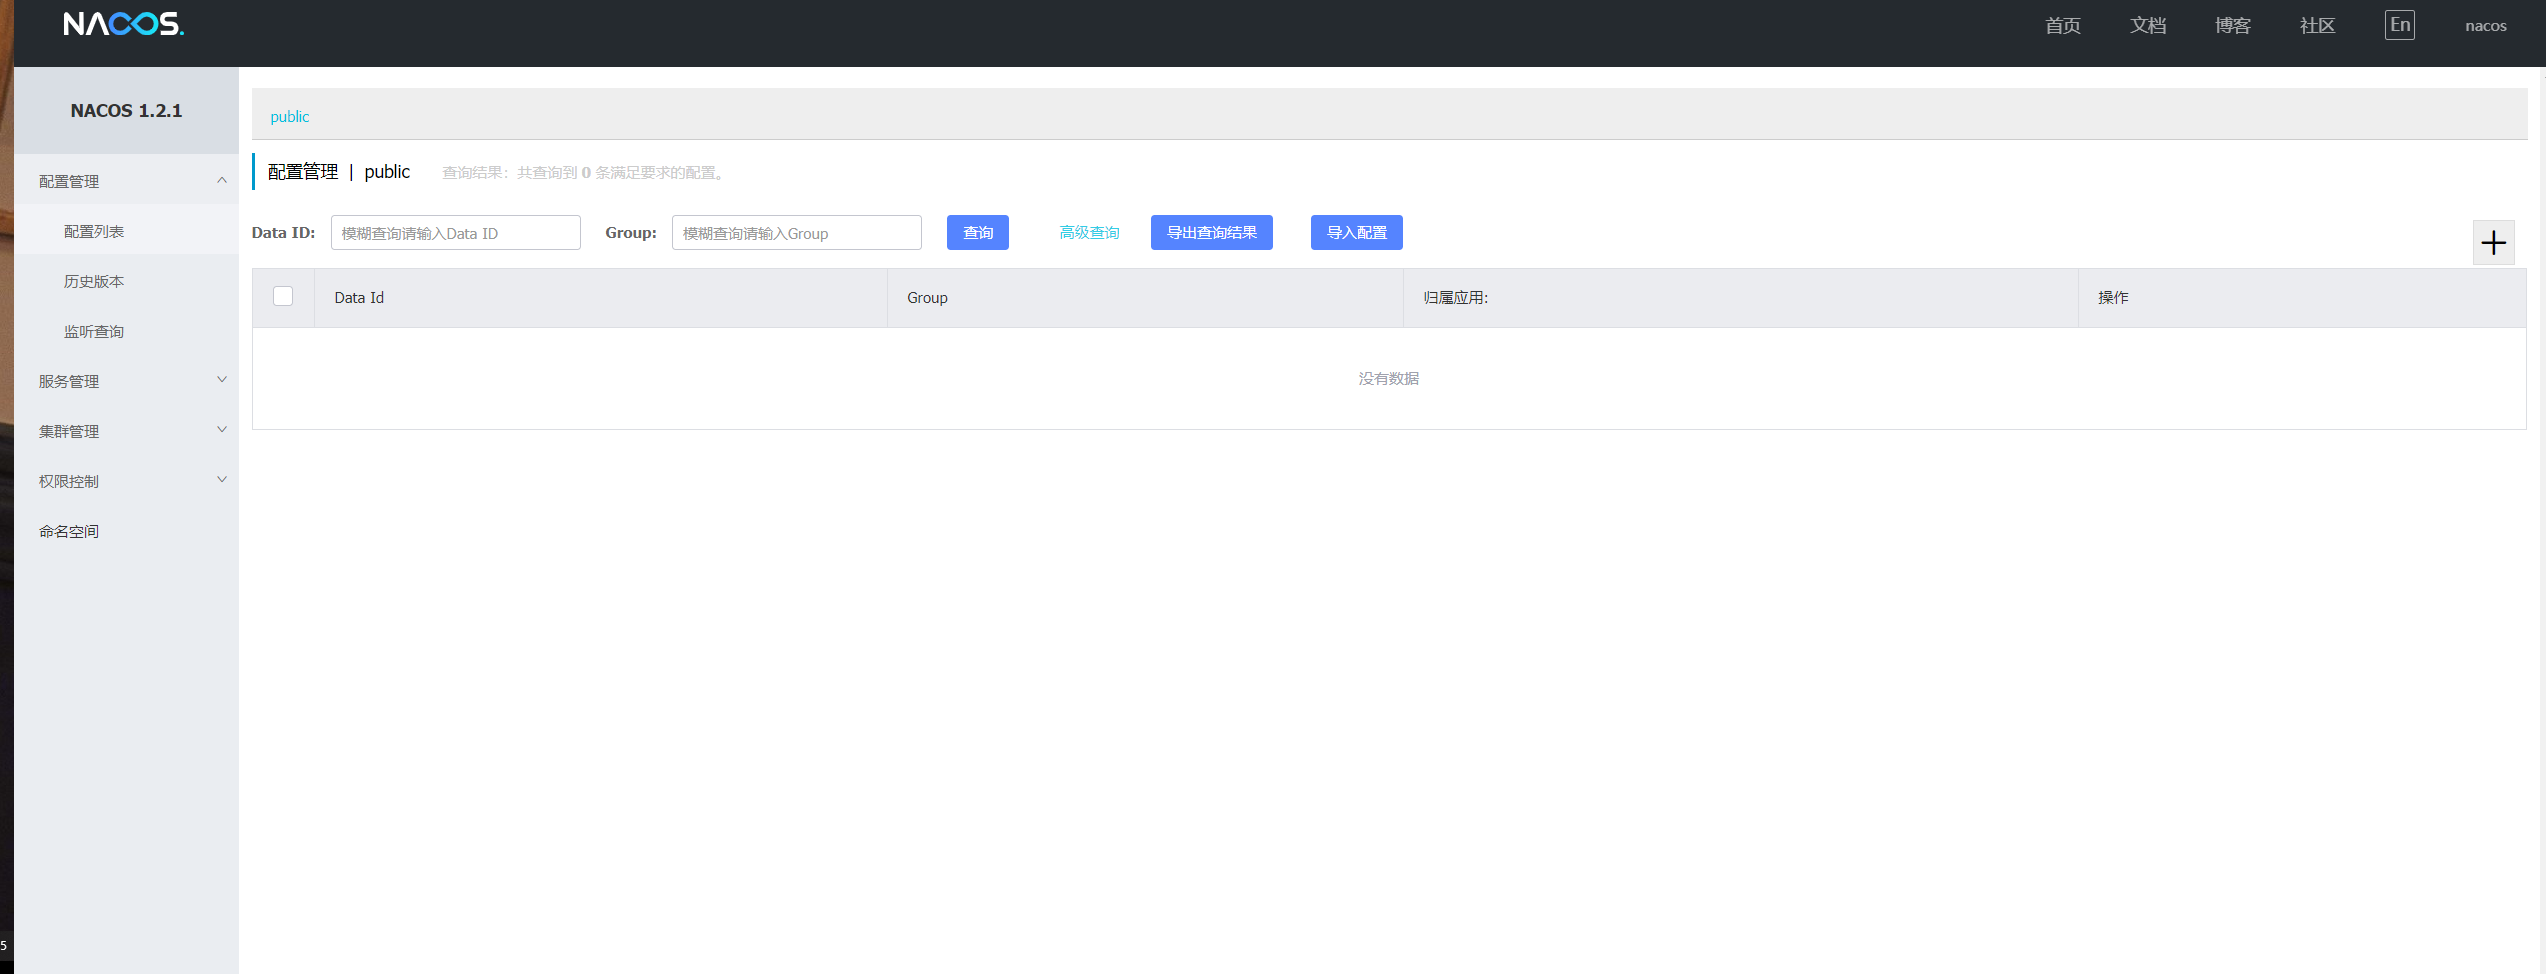 NACOS.
首页 文档 博客 社区 En nacos
NACOS 1.2.1
配置管理
配置列表
历史版本
监听查询
服务管理
集群管理
权限控制
命名空间
public
配置管理 | public 查询结果：共查询到 0 条满足要求的配置。
Data ID: 模糊查询请输入Data ID Group: 模糊查询请输入Group 查询 高级查询 导出查询结果 导入配置
Data Id Group 归属应用: 操作
没有数据
5